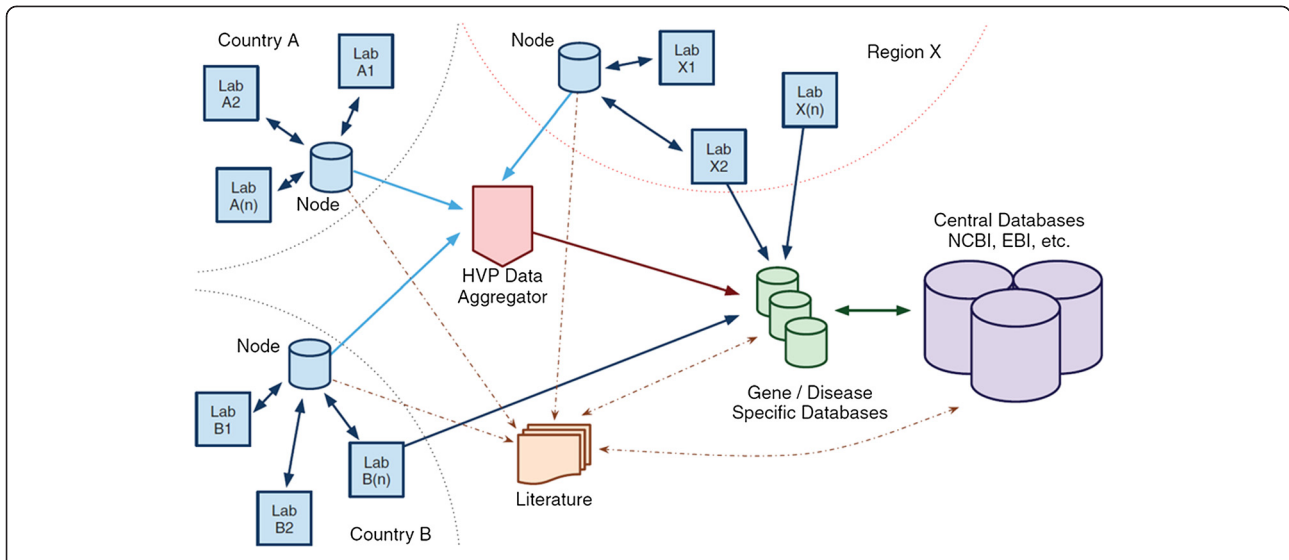 Country A
Lab
A1
Lab
A2
Lab
A(n)
Node
Node
Lab
X1
Region X
Lab
X(n)
Lab
X2
HVP Data
Aggregator
Central Databases
NCBI, EBI, etc.
Gene / Disease
Specific Databases
Node
Lab
B1
Lab
B2
Lab
B(n)
Country B
Literature